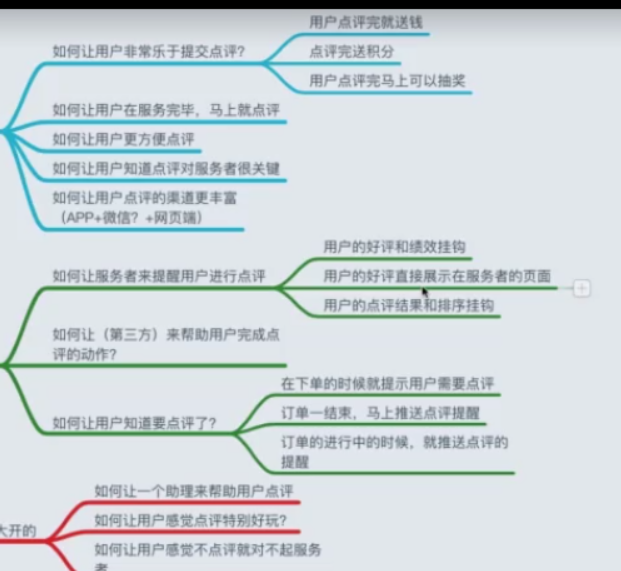 用户点评完就送钱
如何让用户非常乐于提交点评?
点评完送积分
用户点评完马上可以抽奖
如何让用户在服务完毕，马上就点评
如何让用户更方便点评
如何让用户知道点评对服务者很关键
如何让用户点评的渠道更丰富
（APP+微信？+网页端）
用户的好评和绩效挂钩
如何让服务者来提醒用户进行点评
用户的好评直接展示在服务者的页面
用户的点评结果和排序挂钩
如何让（第三方）来帮助用户完成点
评的动作?
在下单的时候就提示用户需要点评
如何让用户知道要点评了?
订单一结束，马上推送点评提醒
订单的进行中的时候，就推送点评的
提醒
如何让一个助理来帮助用户点评
大开的
如何让用户感觉点评特别好玩?
如何让用户感觉不点评就对不起服务
者